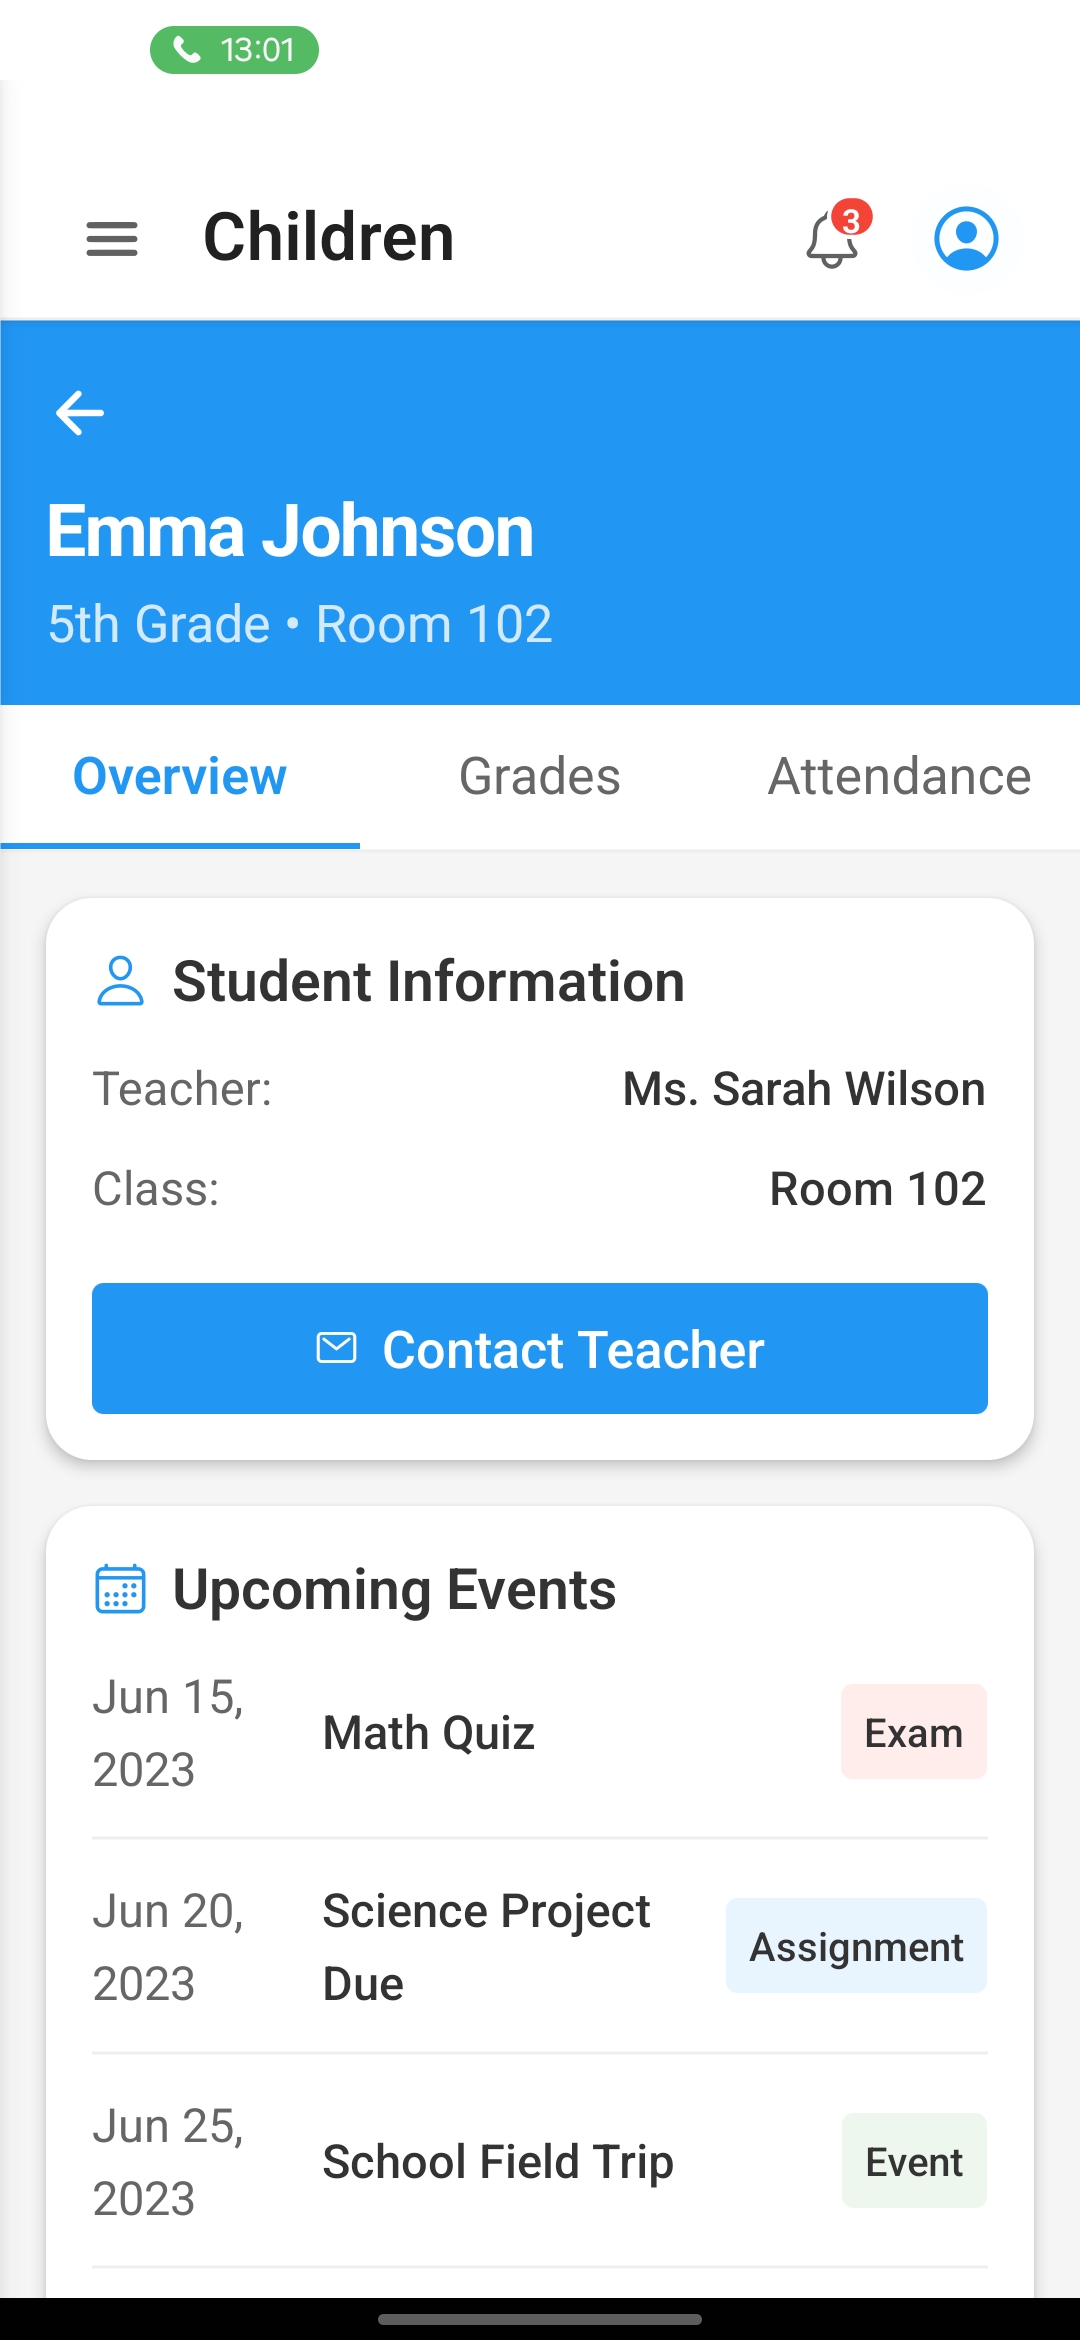 13:01
Children
3
Emma Johnson
5th Grade • Room 102
Overview
Grades
Attendance
Student Information
Teacher:
Ms. Sarah Wilson
Class:
Room 102
Contact Teacher
Upcoming Events
Jun 15,
2023
Math Quiz
Exam
Jun 20,
2023
Science Project
Due
Assignment
Jun 25,
2023
School Field Trip
Event